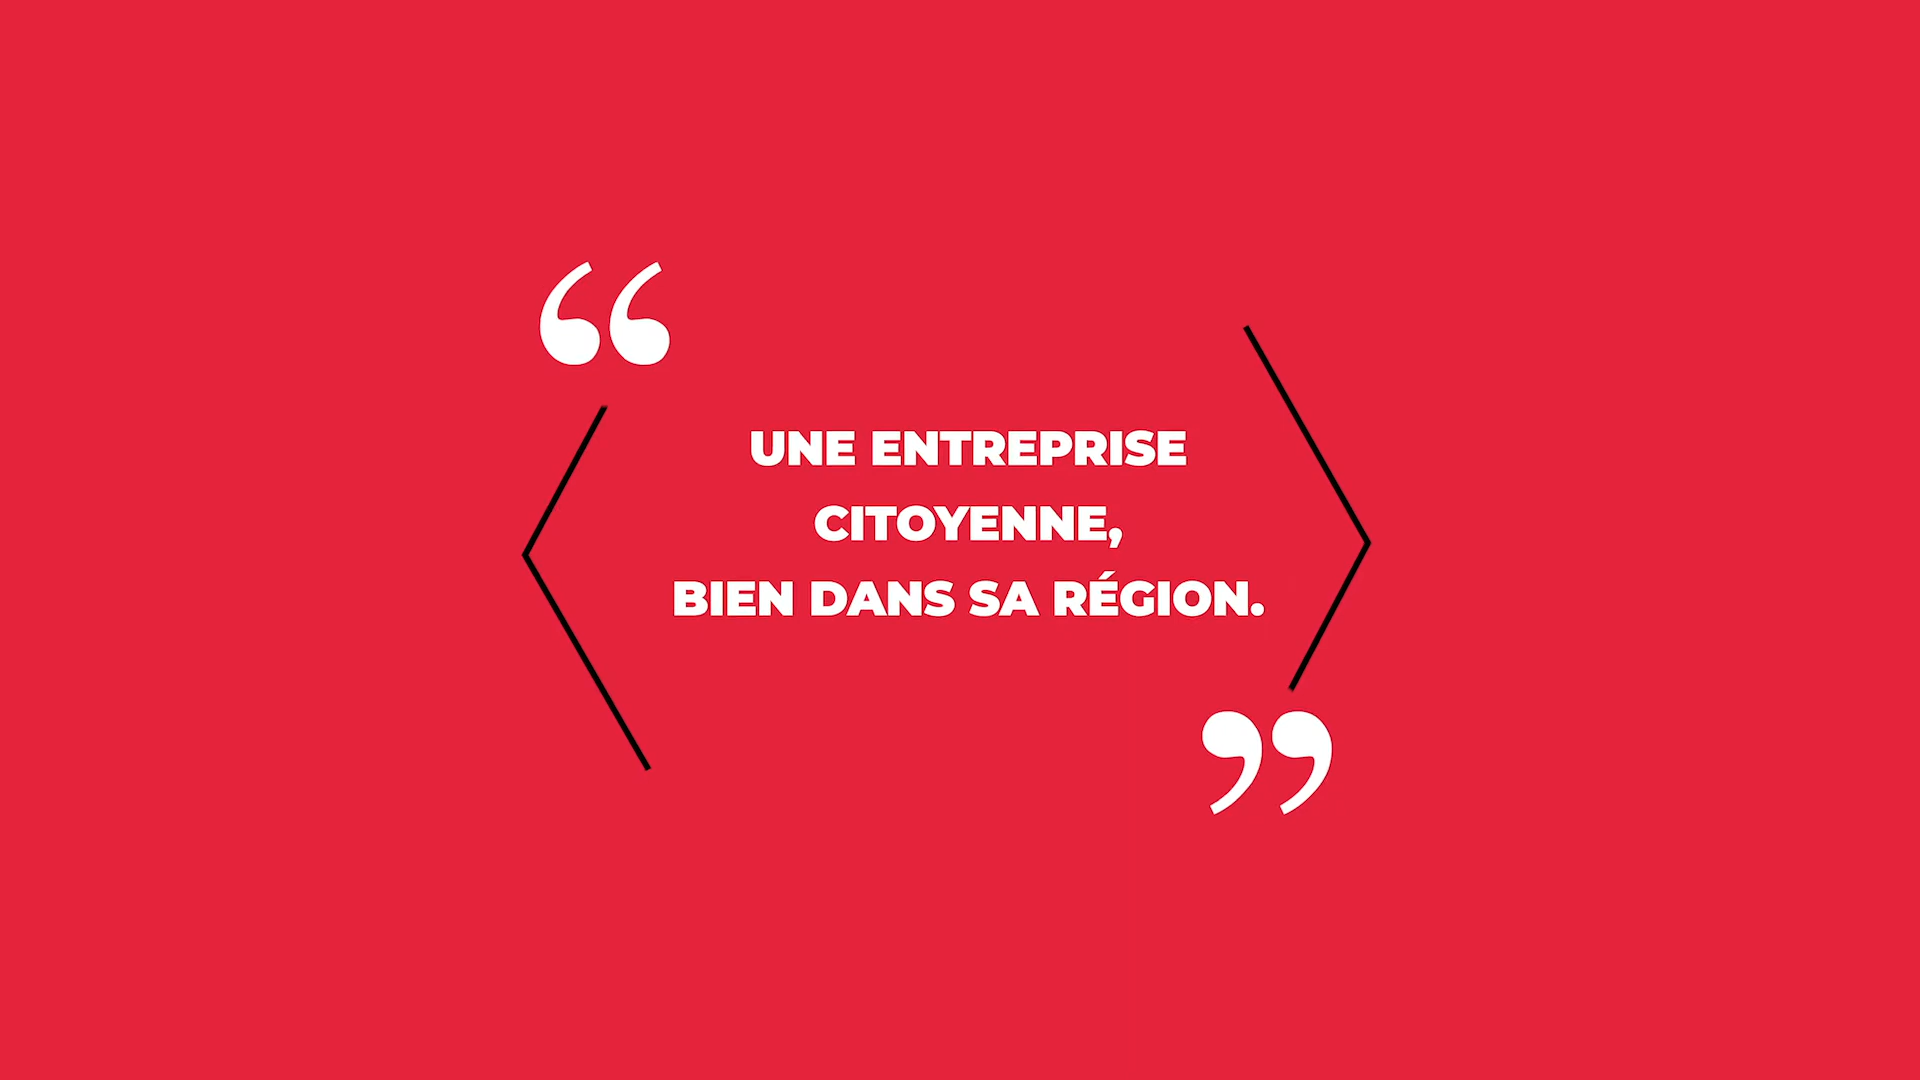 “
UNE ENTREPRISE
CITOYENNE,
BIEN DANS SA RÉGION.
”